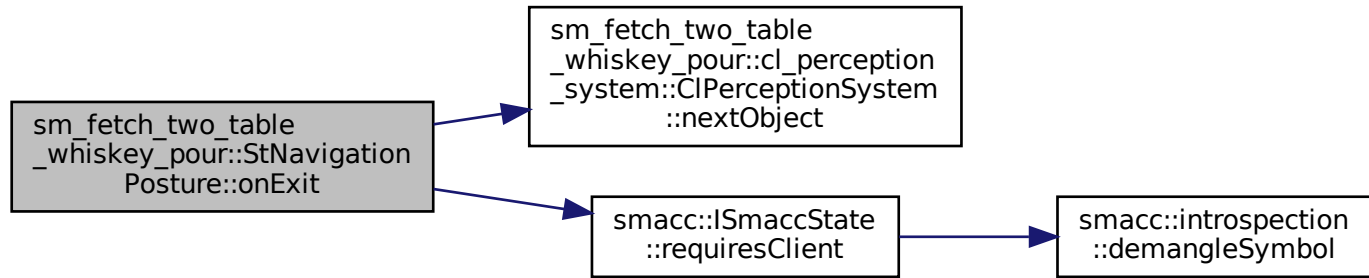 sm_fetch_two_table
_whiskey_pour::StNavigation
Posture::onExit
sm_fetch_two_table
_whiskey_pour::cl_perception
_system::ClPerceptionSystem
::nextObject
smacc::ISmaccState
::requiresClient
smacc::introspection
::demangleSymbol